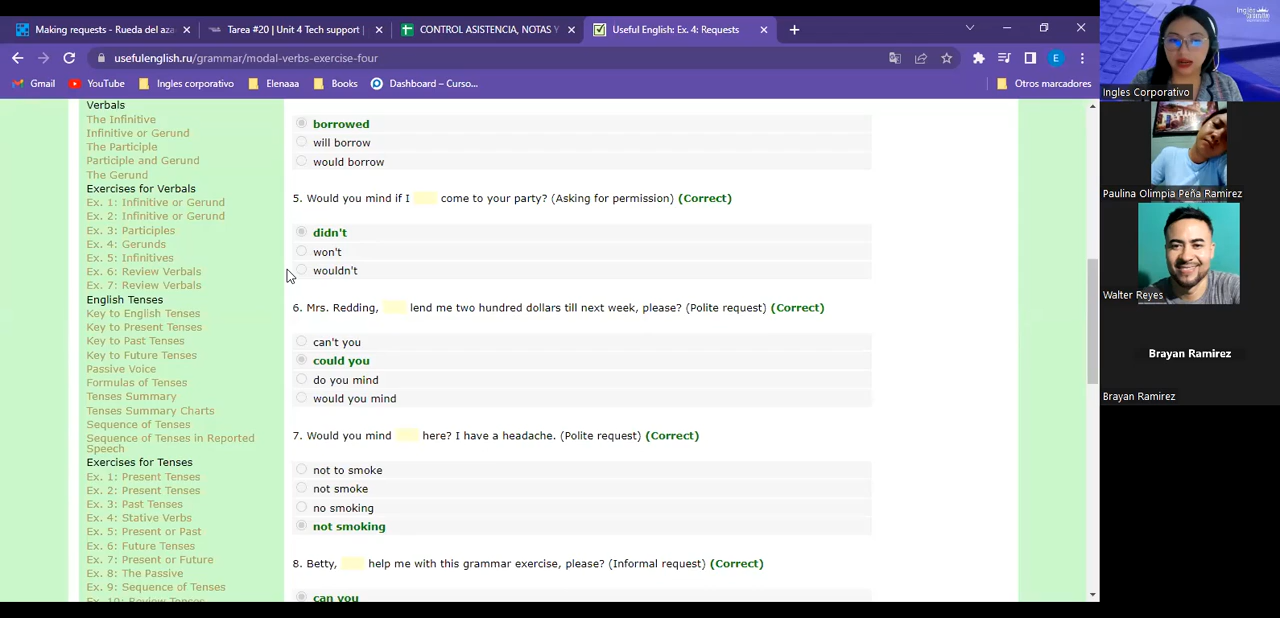 Making requests - Rueda del aza
Tarea #20 | Unit 4 Tech support |
CONTROL ASISTENCIA, NOTAS Y
Useful English: Ex. 4: Requests
usefulenglish.ru/grammar/modal-verbs-exercise-four
E
Gmail
YouTube
Ingles corporativo
Elenaaa
Books
Dashboard – Curso...
Otros marcadores
Verbals
The Infinitive
Infinitive or Gerund
The Participle
Participle and Gerund
The Gerund
Exercises for Verbals
Ex. 1: Infinitive or Gerund
Ex. 2: Infinitive or Gerund
Ex. 3: Participles
Ex. 4: Gerunds
Ex. 5: Infinitives
Ex. 6: Review Verbals
Ex. 7: Review Verbals
English Tenses
Key to English Tenses
Key to Present Tenses
Key to Past Tenses
Key to Future Tenses
Passive Voice
Formulas of Tenses
Tenses Summary
Tenses Summary Charts
Sequence of Tenses
Sequence of Tenses in Reported
Speech
Exercises for Tenses
Ex. 1: Present Tenses
Ex. 2: Present Tenses
Ex. 3: Past Tenses
Ex. 4: Stative Verbs
Ex. 5: Present or Past
Ex. 6: Future Tenses
Ex. 7: Present or Future
Ex. 8: The Passive
Ex. 9: Sequence of Tenses
Ex. 10: Review Tenses
borrowed
will borrow
would borrow
5. Would you mind if I come to your party? (Asking for permission) (Correct)
didn't
won't
wouldn't
6. Mrs. Redding, lend me two hundred dollars till next week, please? (Polite request) (Correct)
can't you
could you
do you mind
would you mind
7. Would you mind here? I have a headache. (Polite request) (Correct)
not to smoke
not smoke
no smoking
not smoking
8. Betty, help me with this grammar exercise, please? (Informal request) (Correct)
can you
Ingles Corporativo
Paulina Olimpia Peña Ramirez
Walter Reyes
Brayan Ramirez
Brayan Ramirez